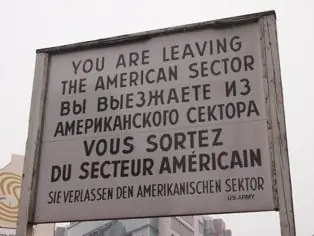 YOU ARE LEAVING
THE AMERICAN SECTOR
ВЫ ВЫЕЗЖАЕТЕ ИЗ
АМЕРИКАНСКОГО СЕКТОРА
VOUS SORTEZ
DU SECTEUR AMÉRICAIN
SIE VERLASSEN DEN AMERIKANISCHEN SEKTOR
US ARMY